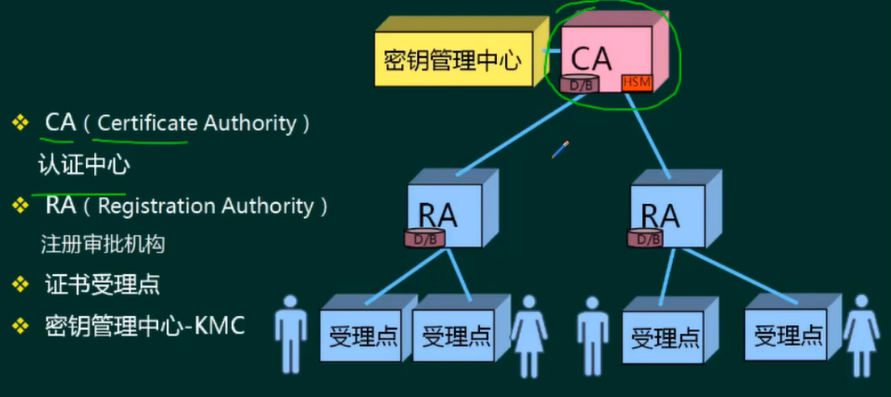 密钥管理中心
CA
D/B
HSM
CA（Certificate Authority）
认证中心
RA（Registration Authority）
注册审批机构
证书受理点
密钥管理中心-KMC
RA
D/B
RA
D/B
受理点
受理点
受理点
受理点